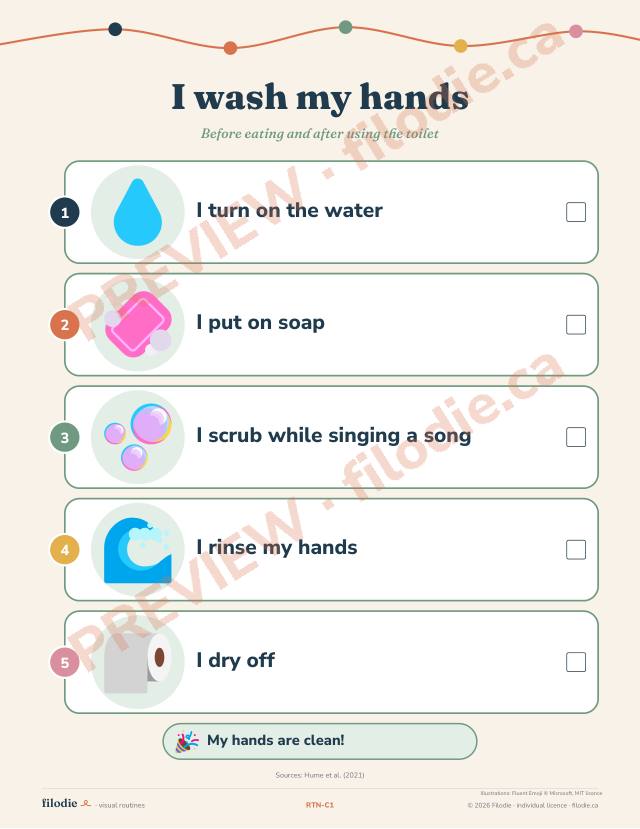 I wash my hands
Before eating and after using the toilet
1
I turn on the water
2
I put on soap
3
I scrub while singing a song
4
I rinse my hands
5
I dry off
My hands are clean!
Sources: Hume et al. (2021)
Illustrations: Fluent Emoji © Microsoft, MIT licence
filodie · visual routines
RTN-C1
© 2026 Filodie · individual licence · filodie.ca
PREVIEW · filodie.ca
PREVIEW · filodie.ca